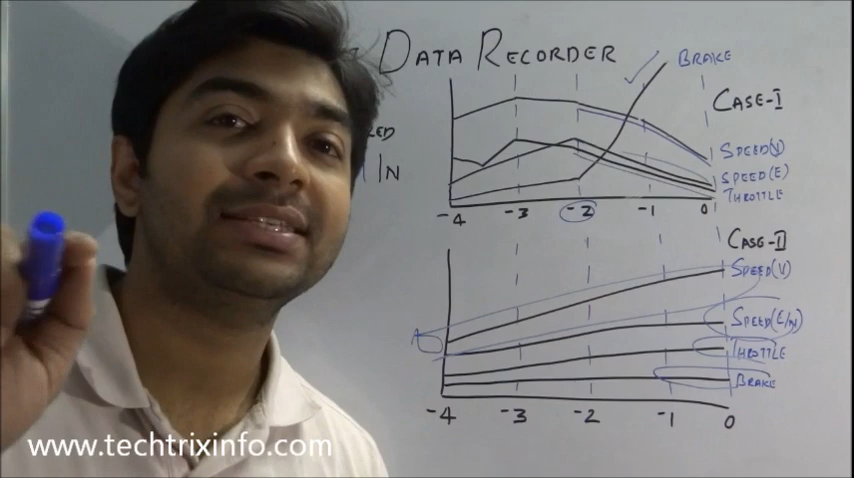 DATA RECORDER
BRAKE
CASE-I
IN
SPEED(V)
SPEED(E)
THROTTLE
-4 -3 -2 -1 0
CASE-II
SPEED(V)
SPEED(E/N)
THROTTLE
BRAKE
-4 -3 -2 -1 0
www.techtrixinfo.com